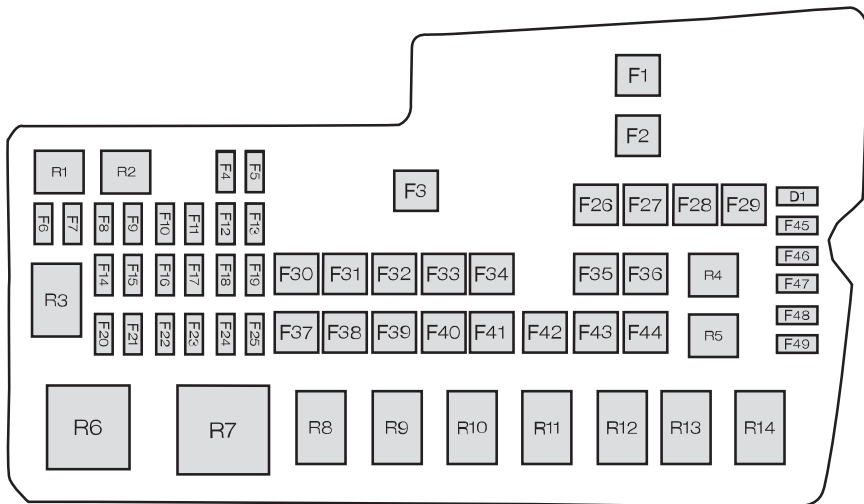 F1
F2
R1 R2 F4 F5
F3
F26 F27 F28 F29 D1
F6 F7 F8 F9 F10 F11 F12 F13
F45
F46
R3 F14 F15 F16 F17 F18 F19 F30 F31 F32 F33 F34 F35 F36 R4
F47
F48
F20 F21 F22 F23 F24 F25 F37 F38 F39 F40 F41 F42 F43 F44 R5
F49
R6 R7 R8 R9 R10 R11 R12 R13 R14